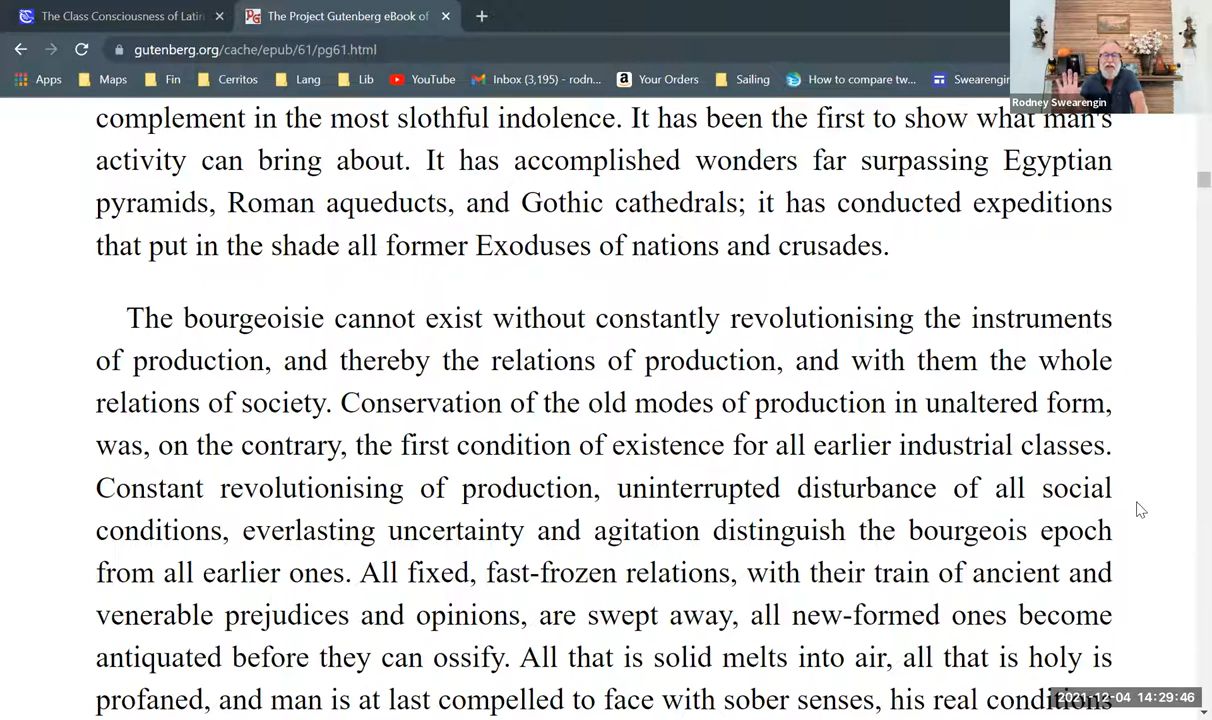 The Class Consciousness of Latin
The Project Gutenberg eBook of
gutenberg.org/cache/epub/61/pg61.html
Apps Maps Fin Cerritos Lang Lib YouTube Inbox (3,195) - rodn... Your Orders Sailing How to compare tw... Swearengin
Rodney Swearengin
complement in the most slothful indolence. It has been the first to show what man's
activity can bring about. It has accomplished wonders far surpassing Egyptian
pyramids, Roman aqueducts, and Gothic cathedrals; it has conducted expeditions
that put in the shade all former Exoduses of nations and crusades.
The bourgeoisie cannot exist without constantly revolutionising the instruments
of production, and thereby the relations of production, and with them the whole
relations of society. Conservation of the old modes of production in unaltered form,
was, on the contrary, the first condition of existence for all earlier industrial classes.
Constant revolutionising of production, uninterrupted disturbance of all social
conditions, everlasting uncertainty and agitation distinguish the bourgeois epoch
from all earlier ones. All fixed, fast-frozen relations, with their train of ancient and
venerable prejudices and opinions, are swept away, all new-formed ones become
antiquated before they can ossify. All that is solid melts into air, all that is holy is
profaned, and man is at last compelled to face with sober senses, his real conditions
2021-12-04 14:29:46